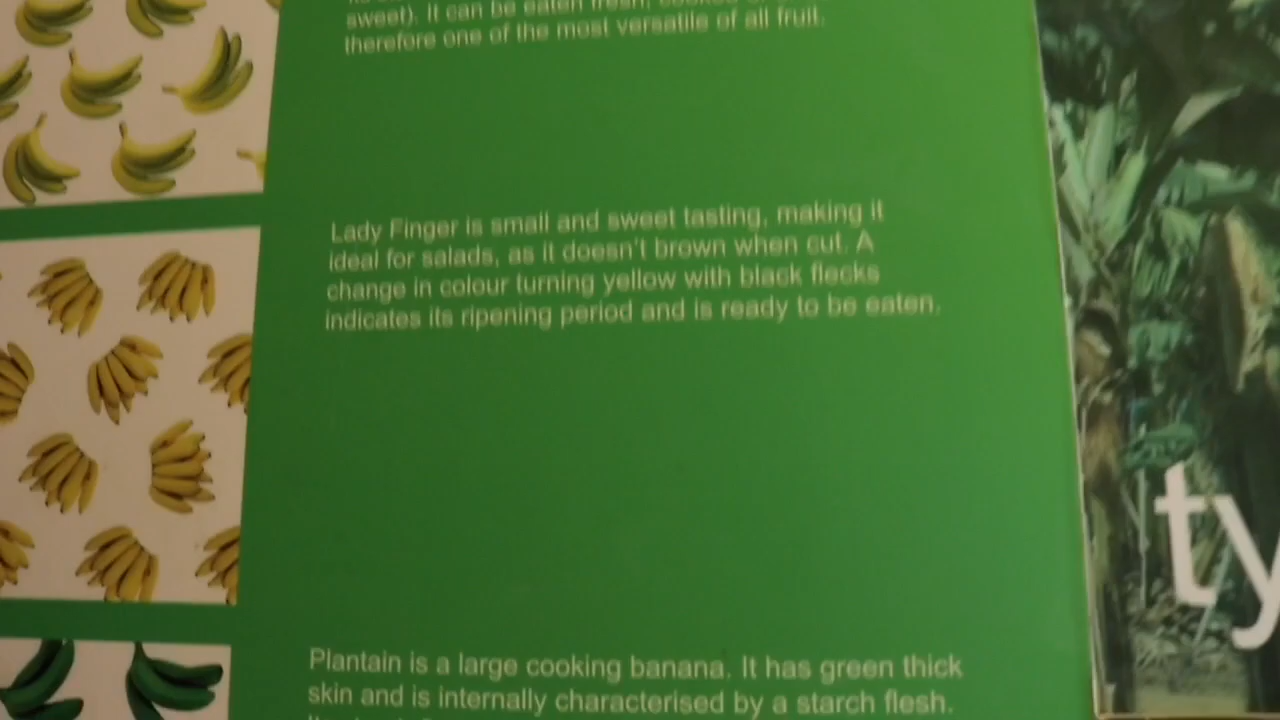 sweet). It can be eaten fresh, cooked
therefore one of the most versatile of all fruit.
Lady Finger is small and sweet tasting, making it
ideal for salads, as it doesn't brown when cut. A
change in colour turning yellow with black flecks
indicates its ripening period and is ready to be eaten.
Plantain is a large cooking banana. It has green thick
skin and is internally characterised by a starch flesh.
ty